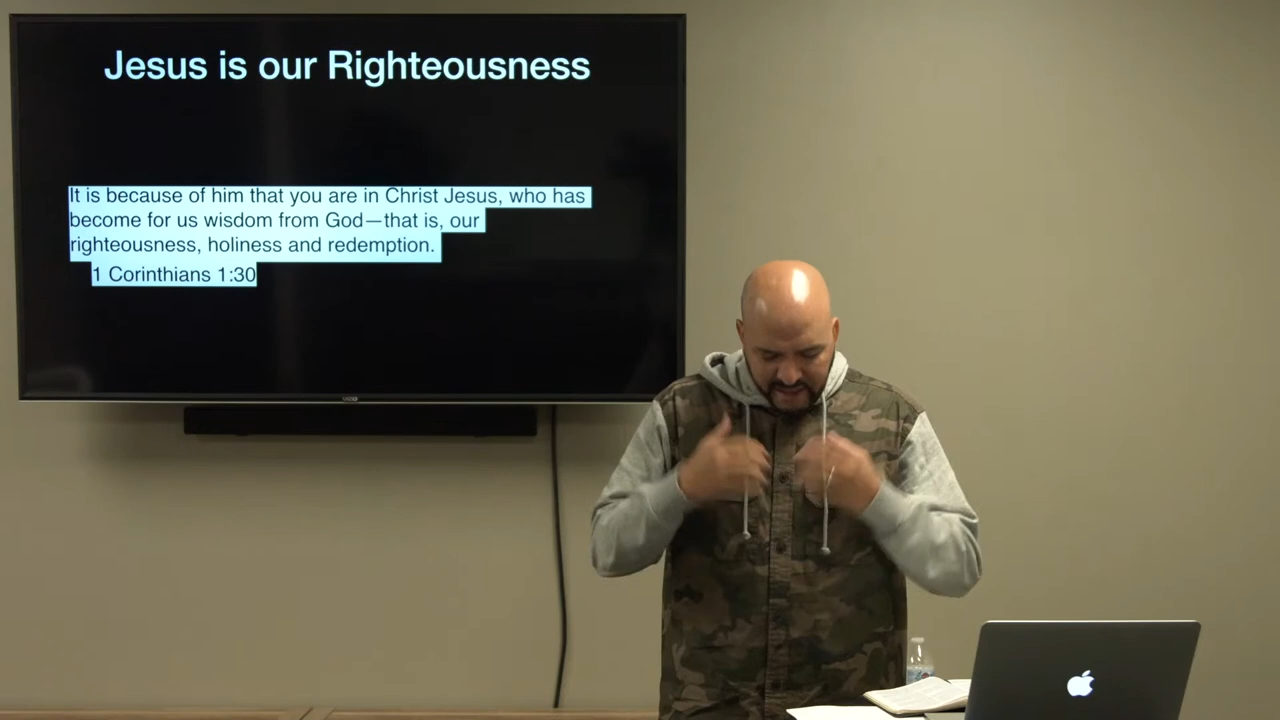 Jesus is our Righteousness
It is because of him that you are in Christ Jesus, who has
become for us wisdom from God—that is, our
righteousness, holiness and redemption.
1 Corinthians 1:30